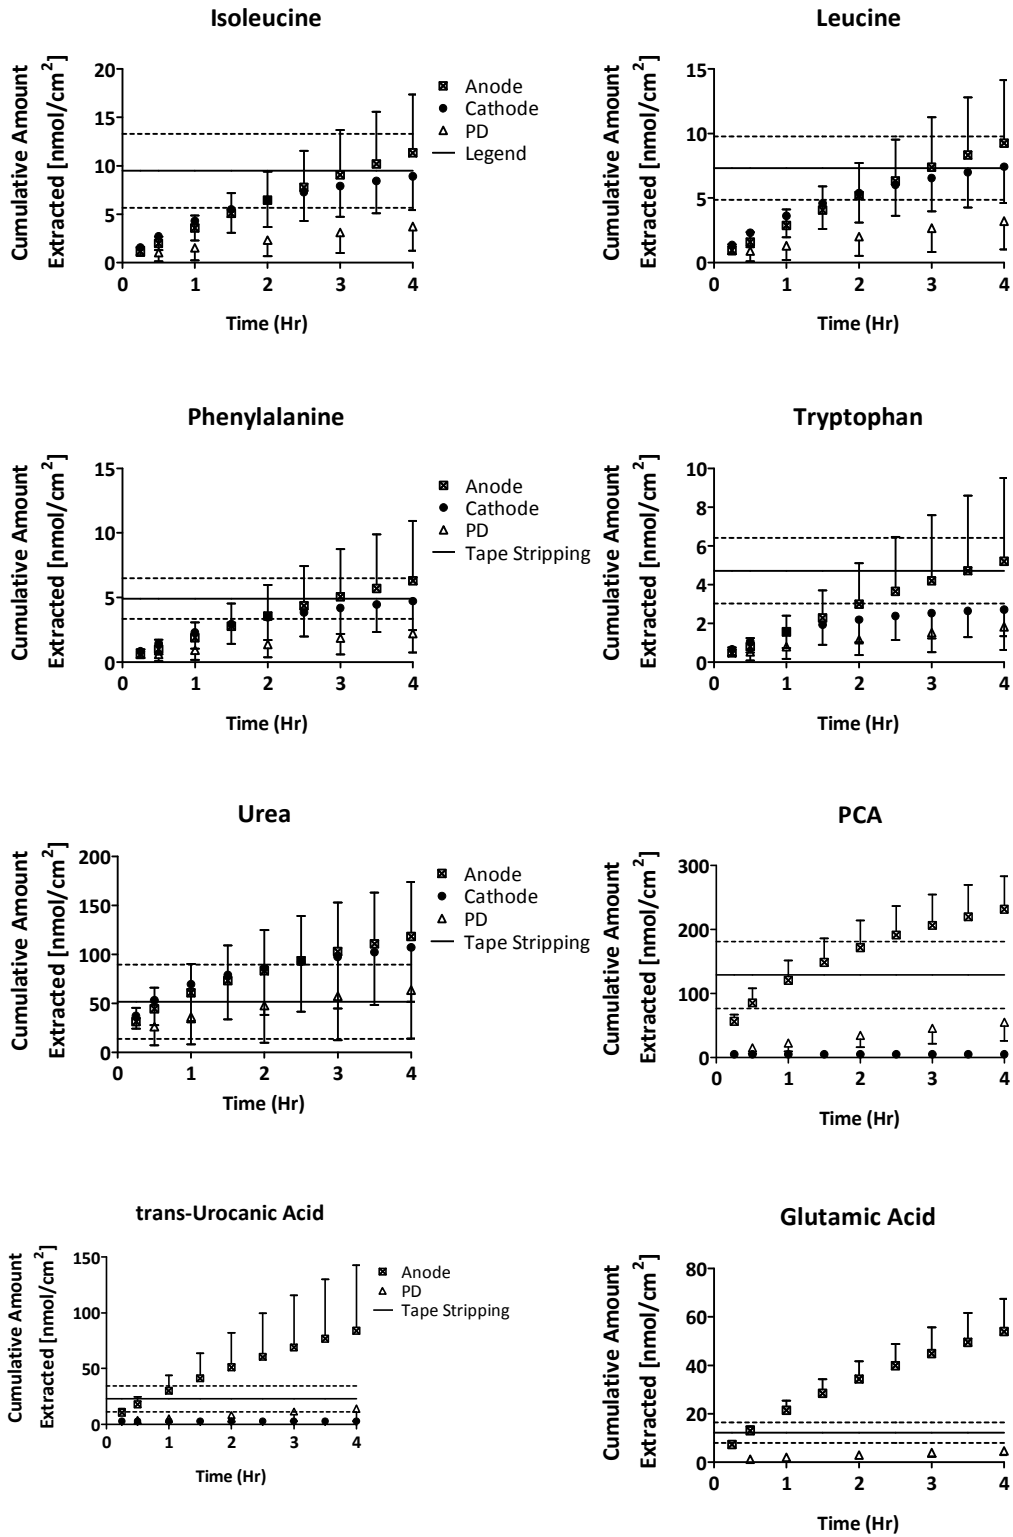 Isoleucine
Cumulative Amount
Extracted [nmol/cm²]
20
15
10
5
0
0 1 2 3 4
Time (Hr)
Anode
Cathode
PD
Legend
Leucine
Cumulative Amount
Extracted [nmol/cm²]
15
10
5
0
0 1 2 3 4
Time (Hr)
Phenylalanine
Cumulative Amount
Extracted [nmol/cm²]
15
10
5
0
0 1 2 3 4
Time (Hr)
Anode
Cathode
PD
Tape Stripping
Tryptophan
Cumulative Amount
Extracted [nmol/cm²]
10
8
6
4
2
0
0 1 2 3 4
Time (Hr)
Urea
Cumulative Amount
Extracted [nmol/cm²]
200
150
100
50
0
0 1 2 3 4
Time (Hr)
Anode
Cathode
PD
Tape Stripping
PCA
Cumulative Amount
Extracted [nmol/cm²]
300
200
100
0
0 1 2 3 4
Time (Hr)
trans-Urocanic Acid
Cumulative Amount
Extracted [nmol/cm²]
150
100
50
0
0 1 2 3 4
Time (Hr)
Anode
PD
Tape Stripping
Glutamic Acid
Cumulative Amount
Extracted [nmol/cm²]
80
60
40
20
0
0 1 2 3 4
Time (Hr)